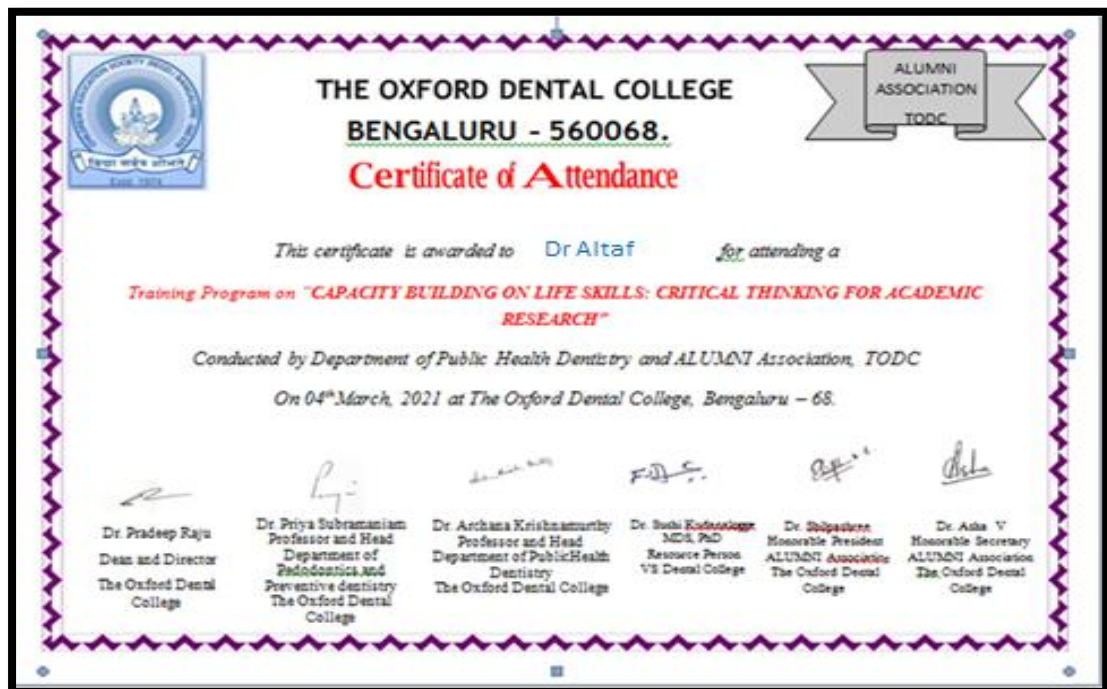 THE OXFORD DENTAL COLLEGE
BENGALURU - 560068.
ALUMNI
ASSOCIATION
TODC
Estd. 1974
Certificate of Attendance
This certificate is awarded to Dr Altaf for attending a
Training Program on "CAPACITY BUILDING ON LIFE SKILLS: CRITICAL THINKING FOR ACADEMIC
RESEARCH"
Conducted by Department of Public Health Dentistry and ALUMNI Association, TODC
On 04th March, 2021 at The Oxford Dental College, Bengaluru – 68.
Dr. Pradeep Raju
Dean and Director
The Oxford Dental
College
Dr. Priya Subramaniam
Professor and Head
Department of
Pedodontics and
Preventive dentistry
The Oxford Dental
College
Dr. Archana Krishnamurthy
Professor and Head
Department of PublicHealth
Dentistry
The Oxford Dental College
Dr. Suchi
MDS, PhD
Resource Person
VS Dental College
Dr. Shilpashree
Honorable President
ALUMNI Association
The Oxford Dental
College
Dr. Asha V
Honorable Secretary
ALUMNI Association
The Oxford Dental
College